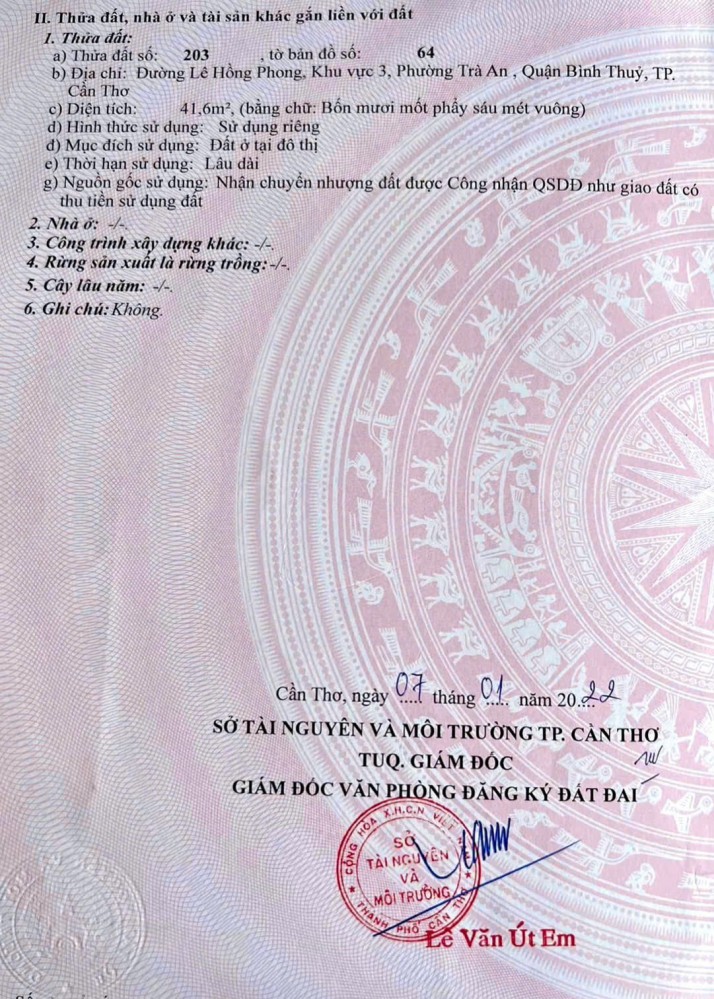 II. Thửa đất, nhà ở và tài sản khác gắn liền với đất
1. Thửa đất:
a) Thửa đất số: 203 , tờ bản đồ số: 64
b) Địa chỉ: Đường Lê Hồng Phong, Khu vực 3, Phường Trà An , Quận Bình Thuỷ, TP.
Cần Thơ
c) Diện tích: 41,6m², (bằng chữ: Bốn mươi mốt phẩy sáu mét vuông)
d) Hình thức sử dụng: Sử dụng riêng
đ) Mục đích sử dụng: Đất ở tại đô thị
e) Thời hạn sử dụng: Lâu dài
g) Nguồn gốc sử dụng: Nhận chuyển nhượng đất được Công nhận QSDĐ như giao đất có
thu tiền sử dụng đất
2. Nhà ở: -/-.
3. Công trình xây dựng khác: -/-.
4. Rừng sản xuất là rừng trồng: -/-.
5. Cây lâu năm: -/-.
6. Ghi chú: Không.
Cần Thơ, ngày 07 tháng 01 năm 2022
SỞ TÀI NGUYÊN VÀ MÔI TRƯỜNG TP. CẦN THƠ
TUQ. GIÁM ĐỐC
GIÁM ĐỐC VĂN PHÒNG ĐĂNG KÝ ĐẤT ĐAI
CỘNG HÒA X.H.C.N VIỆT
SỞ
TÀI NGUYÊN
VÀ
MÔI TRƯỜNG
THÀNH PHỐ CẦN THƠ
Lê Văn Út Em